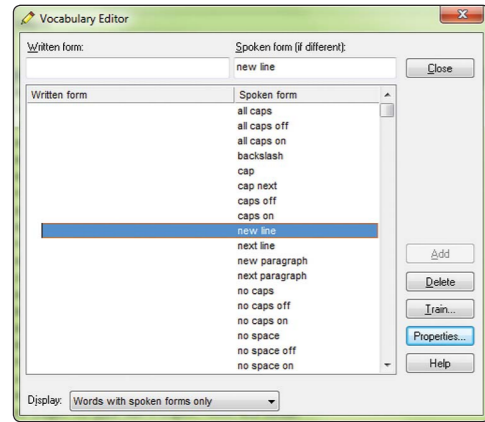 Vocabulary Editor
Written form: Spoken form (if different):
new line Close
Written form Spoken form
all caps
all caps off
all caps on
backslash
cap
cap next
caps off
caps on
new line
next line
new paragraph
next paragraph
no caps
no caps off
no caps on
no space
no space off
no space on
Add
Delete
Train...
Properties...
Help
Display: Words with spoken forms only